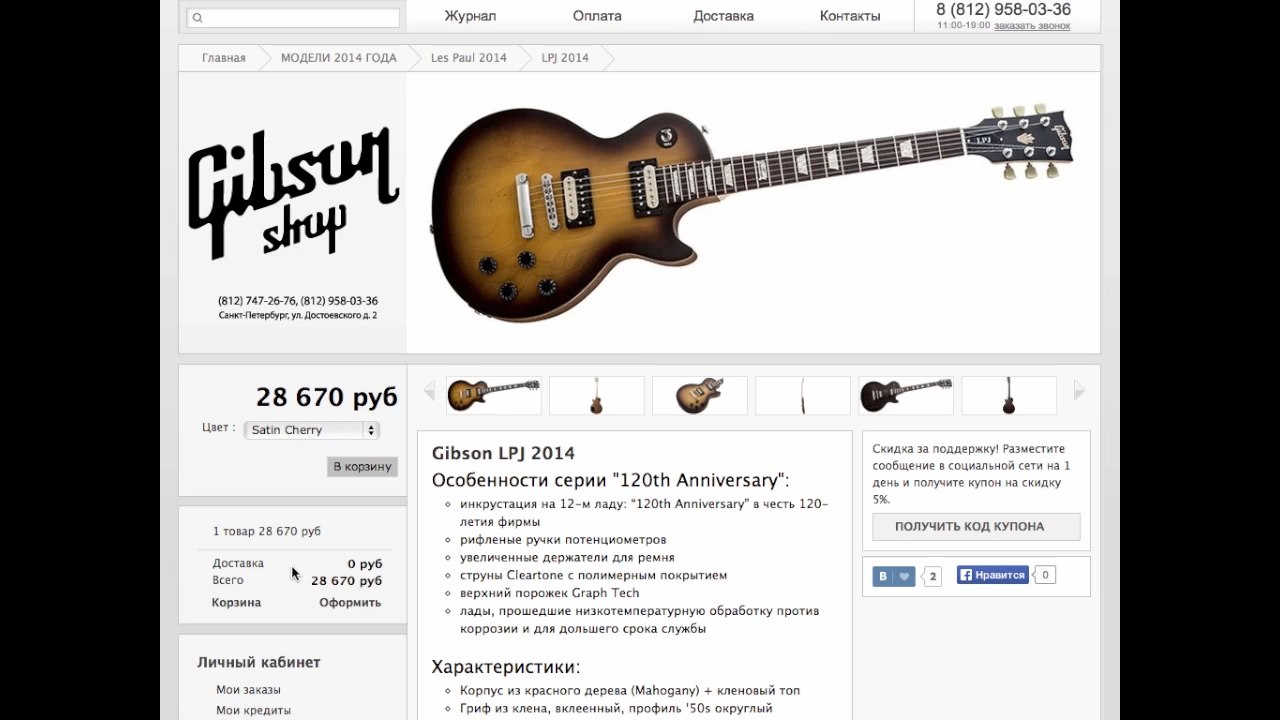 Журнал
Оплата
Доставка
Контакты
8 (812) 958-03-36
11:00-19:00 заказать звонок
Главная
МОДЕЛИ 2014 ГОДА
Les Paul 2014
LPJ 2014
Gibson
shop
(812) 747-26-76, (812) 958-03-36
Санкт-Петербург, ул. Достоевского д. 2
Gibson
LPJ
28 670 руб
Цвет :
Satin Cherry
В корзину
1 товар 28 670 руб
Доставка
0 руб
Всего
28 670 руб
Корзина
Оформить
Личный кабинет
Мои заказы
Мои кредиты
Gibson LPJ 2014
Особенности серии "120th Anniversary":
инкрустация на 12-м ладу: "120th Anniversary" в честь 120-
летия фирмы
рифленые ручки потенциометров
увеличенные держатели для ремня
струны Cleartone с полимерным покрытием
верхний порожек Graph Tech
лады, прошедшие низкотемпературную обработку против
коррозии и для дольшего срока службы
Характеристики:
Корпус из красного дерева (Mahogany) + кленовый топ
Гриф из клена, вклеенный, профиль '50s округлый
Скидка за поддержку! Разместите
сообщение в социальной сети на 1
день и получите купон на скидку
5%.
ПОЛУЧИТЬ КОД КУПОНА
В
2
Нравится
0